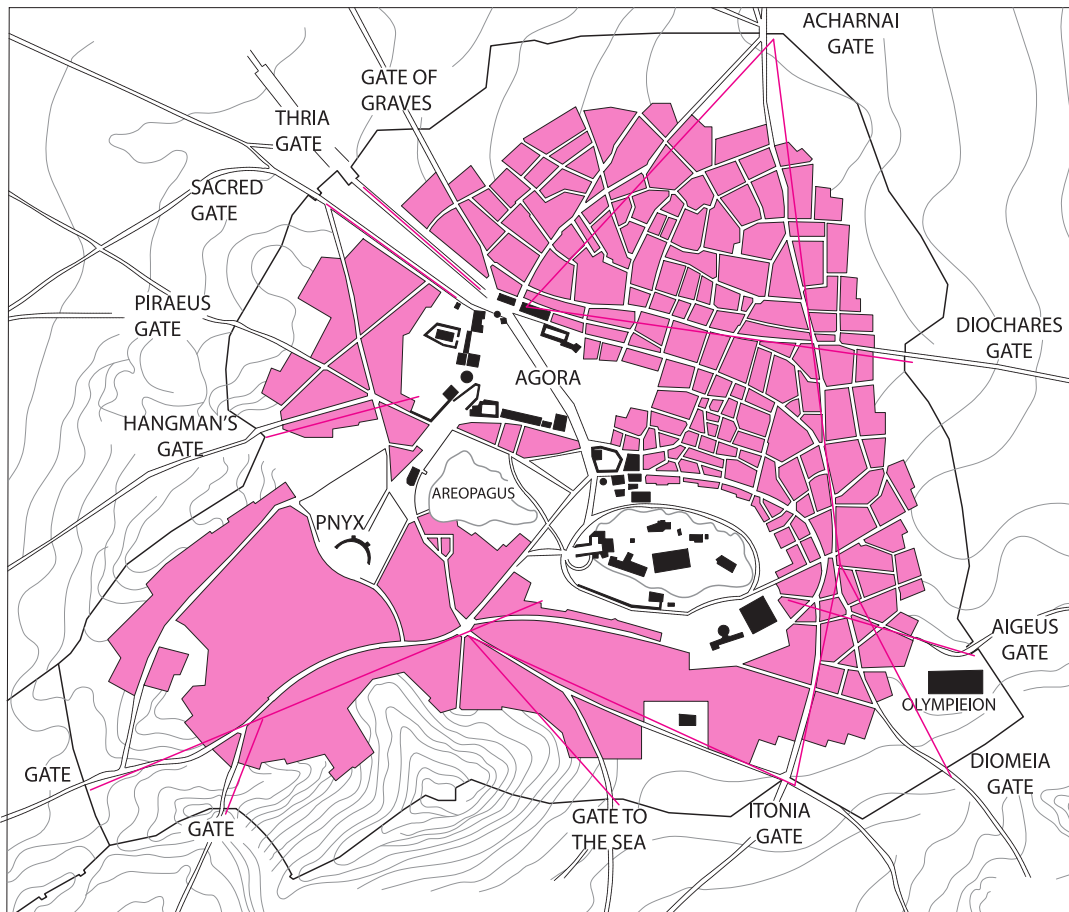 ACHARNAI
GATE
GATE OF
GRAVES
THRIA
GATE
SACRED
GATE
PIRAEUS
GATE
DIOCHARES
GATE
AGORA
HANGMAN'S
GATE
AREOPAGUS
PNYX
AIGEUS
GATE
OLYMPIEION
GATE
DIOMEIA
GATE
GATE
GATE TO
THE SEA
ITONIA
GATE